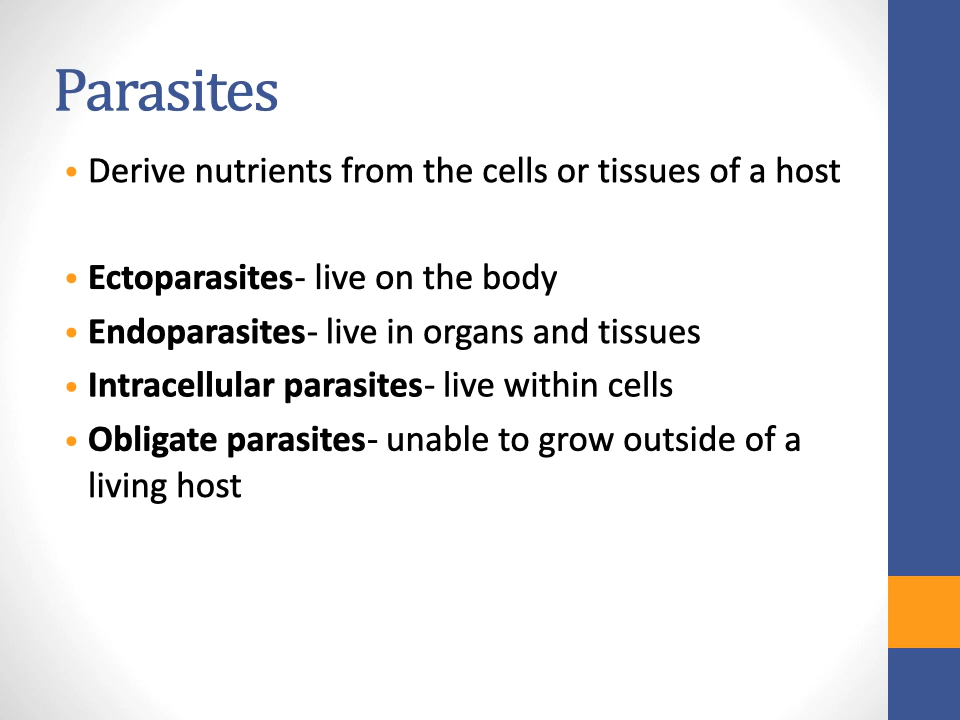 Parasites
• Derive nutrients from the cells or tissues of a host
• Ectoparasites- live on the body
• Endoparasites- live in organs and tissues
• Intracellular parasites- live within cells
• Obligate parasites- unable to grow outside of a
living host